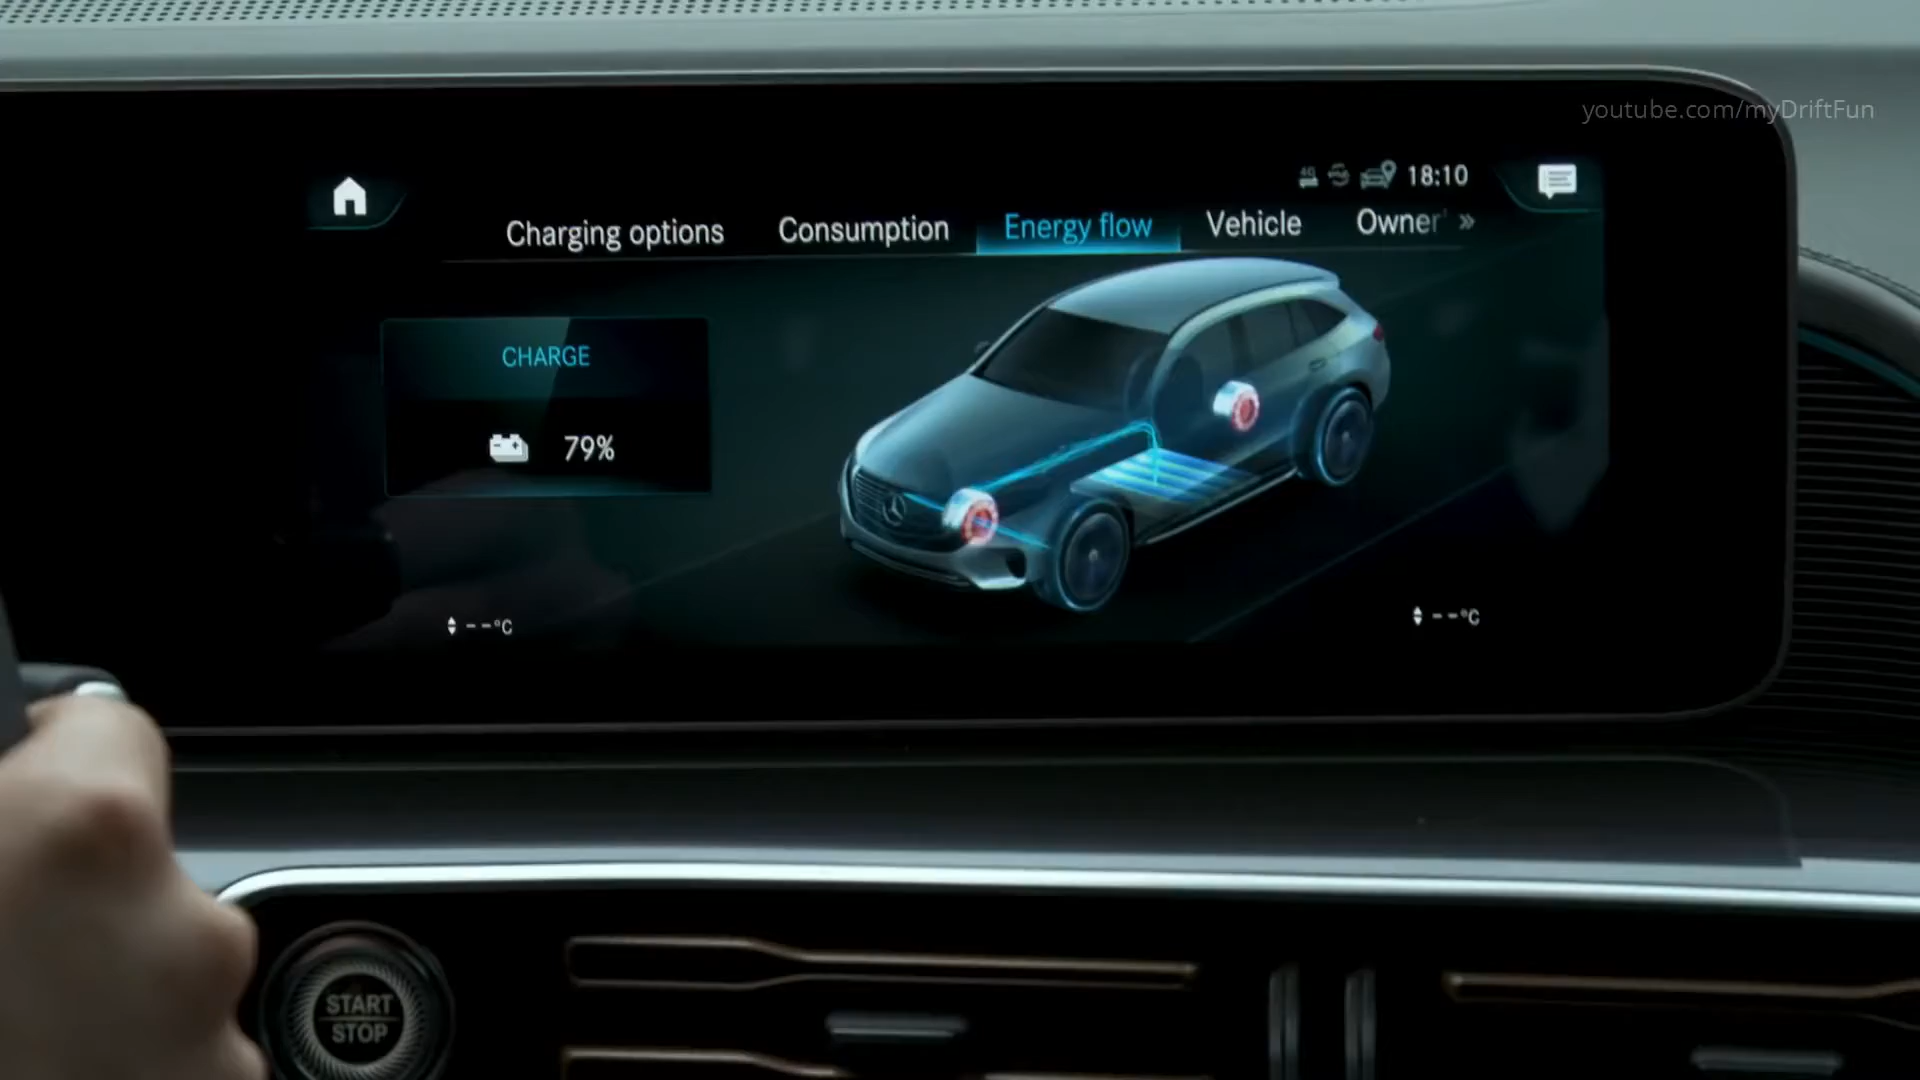 youtube.com/myDriftFun
18:10
Charging options Consumption Energy flow Vehicle Owner' »
CHARGE
79%
--°C --°C
START
STOP